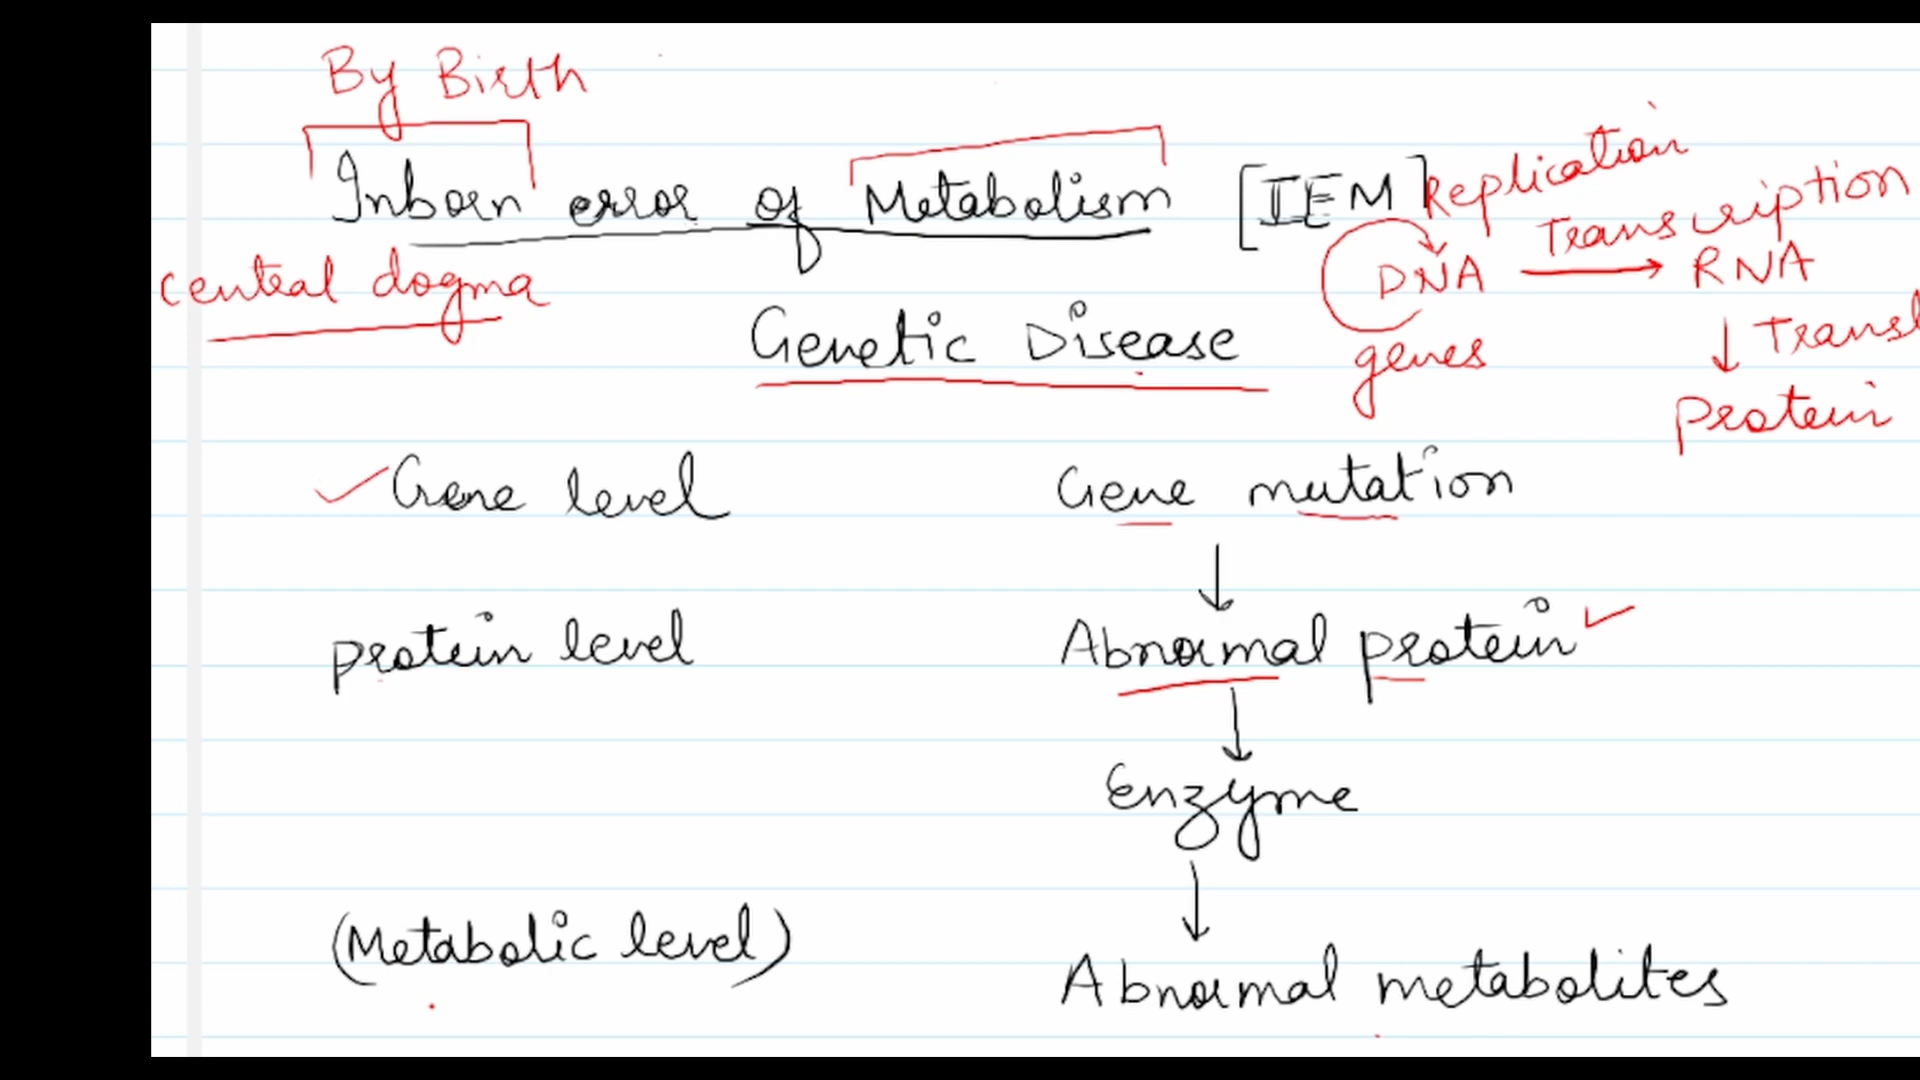 By Birth
Inborn error of Metabolism [IEM]
Replication
Transcription
central dogma
DNA → RNA
Genetic Disease
genes
↓ Transl
Protein
✓ Gene level
Gene mutation
↓
protein level
Abnormal protein ✓
↓
Enzyme
↓
(Metabolic level)
Abnormal metabolites